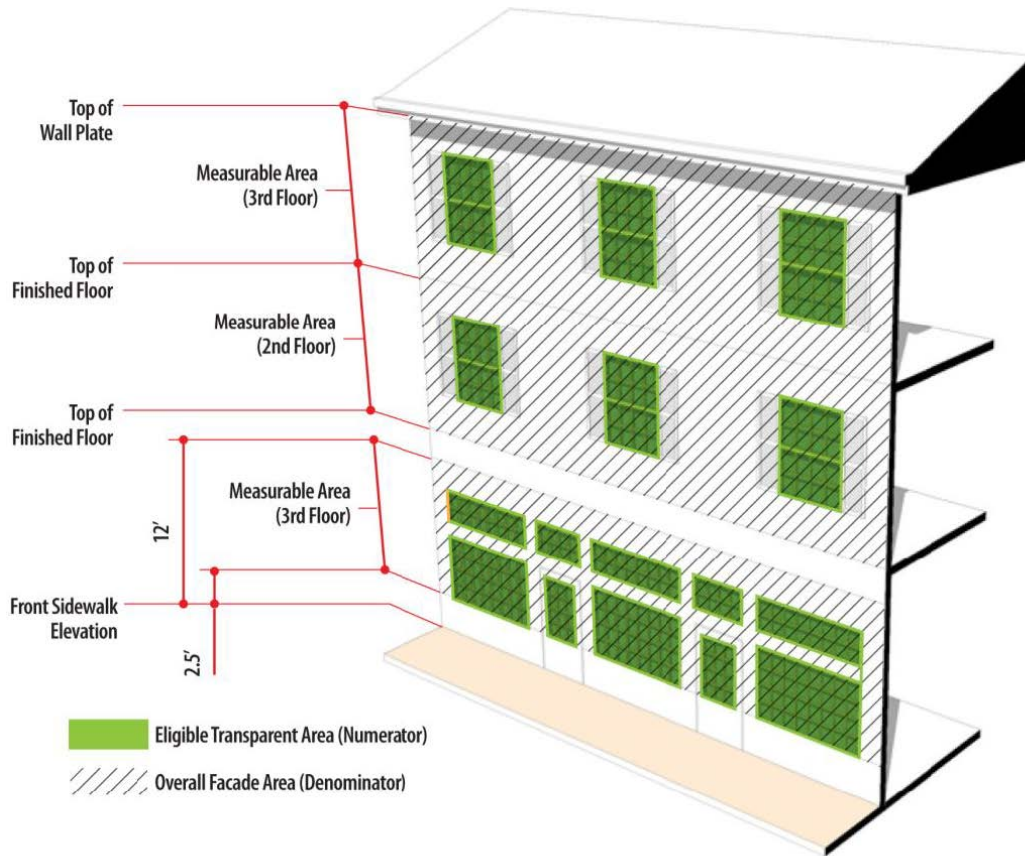 Top of
Wall Plate
Measurable Area
(3rd Floor)
Top of
Finished Floor
Measurable Area
(2nd Floor)
Top of
Finished Floor
Measurable Area
(3rd Floor)
12'
Front Sidewalk
Elevation
2.5'
Eligible Transparent Area (Numerator)
Overall Facade Area (Denominator)